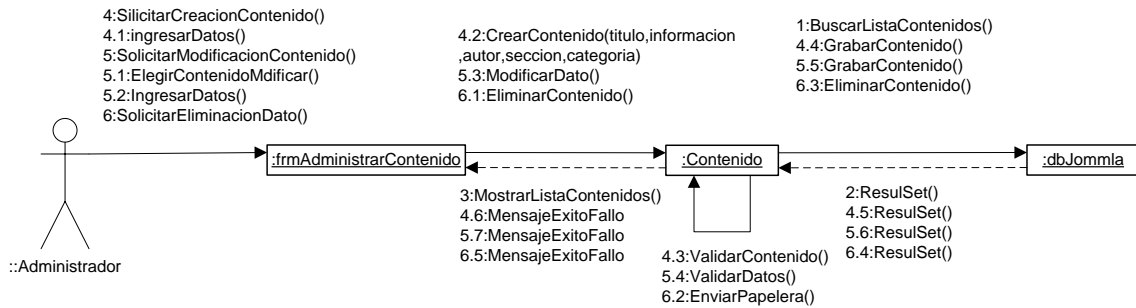 4:SilicitarCreacionContenido()
4.1:ingresarDatos()
5:SolicitarModificacionContenido()
5.1:ElegirContenidoMdificar()
5.2:IngresarDatos()
6:SolicitarEliminacionDato()
4.2:CrearContenido(titulo,informacion
,autor,seccion,categoria)
5.3:ModificarDato()
6.1:EliminarContenido()
1:BuscarListaContenidos()
4.4:GrabarContenido()
5.5:GrabarContenido()
6.3:EliminarContenido()
:frmAdministrarContenido
:Contenido
:dbJommla
3:MostrarListaContenidos()
4.6:MensajeExitoFallo
5.7:MensajeExitoFallo
6.5:MensajeExitoFallo
2:ResulSet()
4.5:ResulSet()
5.6:ResulSet()
6.4:ResulSet()
4.3:ValidarContenido()
5.4:ValidarDatos()
6.2:EnviarPapelera()
::Administrador